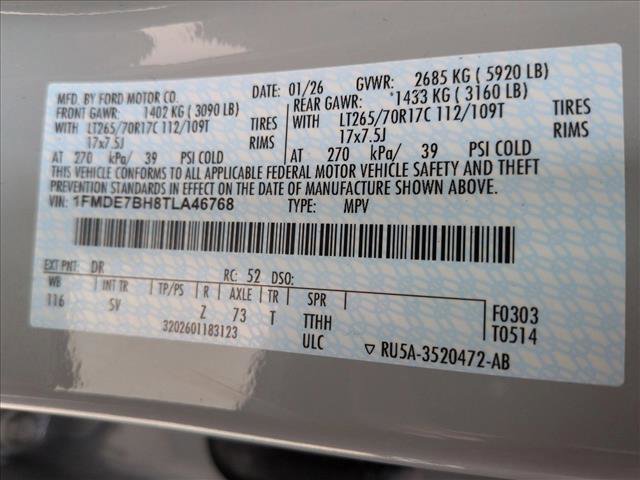 MFD. BY FORD MOTOR CO.
DATE: 01/26 GVWR: 2685 KG ( 5920 LB)
FRONT GAWR: 1402 KG ( 3090 LB)
REAR GAWR: 1433 KG ( 3160 LB)
WITH LT265/70R17C 112/109T TIRES
WITH LT265/70R17C 112/109T TIRES
17x7.5J RIMS
17x7.5J RIMS
AT 270 kPa/ 39 PSI COLD
AT 270 kPa/ 39 PSI COLD
THIS VEHICLE CONFORMS TO ALL APPLICABLE FEDERAL MOTOR VEHICLE SAFETY AND THEFT
PREVENTION STANDARDS IN EFFECT ON THE DATE OF MANUFACTURE SHOWN ABOVE.
VIN: 1FMDE7BH8TLA46768 TYPE: MPV
EXT PNT: DR RC: 52 DSO:
WB INT TR TP/PS R AXLE TR SPR
116 SV Z 73 T TTHH
F0303
T0514
3202601183123 ULC
▽ RU5A-3520472-AB